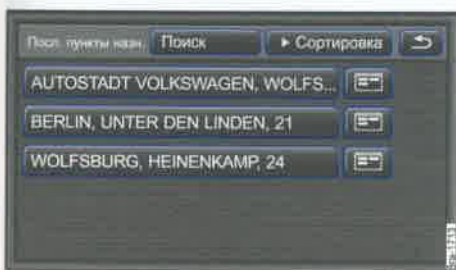 Посл. пункты назн. Поиск ▸ Сортировка
AUTOSTADT VOLKSWAGEN, WOLFS...
BERLIN, UNTER DEN LINDEN, 21
WOLFSBURG, HEINENKAMP, 24